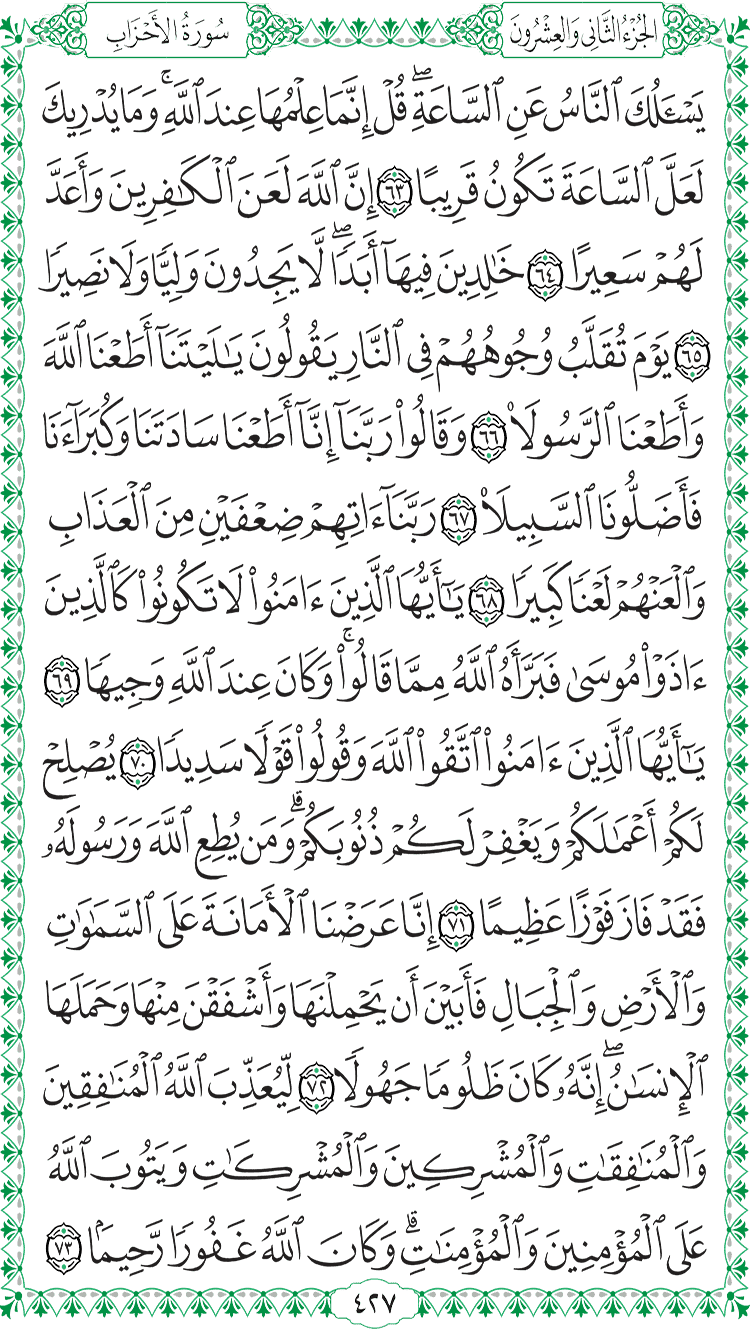 الجُزْءُ الثَّانِي وَالعِشْرُونَ
سُورَةُ الأَحْزَابِ
يَسْـَٔلُكَ ٱلنَّاسُ عَنِ ٱلسَّاعَةِۖ قُلْ إِنَّمَا عِلْمُهَا عِندَ ٱللَّهِۚ وَمَا يُدْرِيكَ
لَعَلَّ ٱلسَّاعَةَ تَكُونُ قَرِيبًا ٦٣ إِنَّ ٱللَّهَ لَعَنَ ٱلْكَٰفِرِينَ وَأَعَدَّ
لَهُمْ سَعِيرًا ٦٤ خَٰلِدِينَ فِيهَآ أَبَدًاۖ لَّا يَجِدُونَ وَلِيًّا وَلَا نَصِيرًا
٦٥ يَوْمَ تُقَلَّبُ وُجُوهُهُمْ فِى ٱلنَّارِ يَقُولُونَ يَٰلَيْتَنَآ أَطَعْنَا ٱللَّهَ
وَأَطَعْنَا ٱلرَّسُولَا۠ ٦٦ وَقَالُوا۟ رَبَّنَآ إِنَّآ أَطَعْنَا سَادَتَنَا وَكُبَرَآءَنَا
فَأَضَلُّونَا ٱلسَّبِيلَا۠ ٦٧ رَبَّنَآ ءَاتِهِمْ ضِعْفَيْنِ مِنَ ٱلْعَذَابِ
وَٱلْعَنْهُمْ لَعْنًا كَبِيرًا ٦٨ يَٰٓأَيُّهَا ٱلَّذِينَ ءَامَنُوا۟ لَا تَكُونُوا۟ كَٱلَّذِينَ
ءَاذَوْا۟ مُوسَىٰ فَبَرَّأَهُ ٱللَّهُ مِمَّا قَالُوا۟ۚ وَكَانَ عِندَ ٱللَّهِ وَجِيهًا ٦٩
يَٰٓأَيُّهَا ٱلَّذِينَ ءَامَنُوا۟ ٱتَّقُوا۟ ٱللَّهَ وَقُولُوا۟ قَوْلًا سَدِيدًا ٧٠ يُصْلِحْ
لَكُمْ أَعْمَٰلَكُمْ وَيَغْفِرْ لَكُمْ ذُنُوبَكُمْۗ وَمَن يُطِعِ ٱللَّهَ وَرَسُولَهُۥ
فَقَدْ فَازَ فَوْزًا عَظِيمًا ٧١ إِنَّا عَرَضْنَا ٱلْأَمَانَةَ عَلَى ٱلسَّمَٰوَٰتِ
وَٱلْأَرْضِ وَٱلْجِبَالِ فَأَبَيْنَ أَن يَحْمِلْنَهَا وَأَشْفَقْنَ مِنْهَا وَحَمَلَهَا
ٱلْإِنسَٰنُۖ إِنَّهُۥ كَانَ ظَلُومًا جَهُولًا ٧٢ لِّيُعَذِّبَ ٱللَّهُ ٱلْمُنَٰفِقِينَ
وَٱلْمُنَٰفِقَٰتِ وَٱلْمُشْرِكِينَ وَٱلْمُشْرِكَٰتِ وَيَتُوبَ ٱللَّهُ
عَلَى ٱلْمُؤْمِنِينَ وَٱلْمُؤْمِنَٰتِۗ وَكَانَ ٱللَّهُ غَفُورًا رَّحِيمًۢا ٧٣
٤٢٧